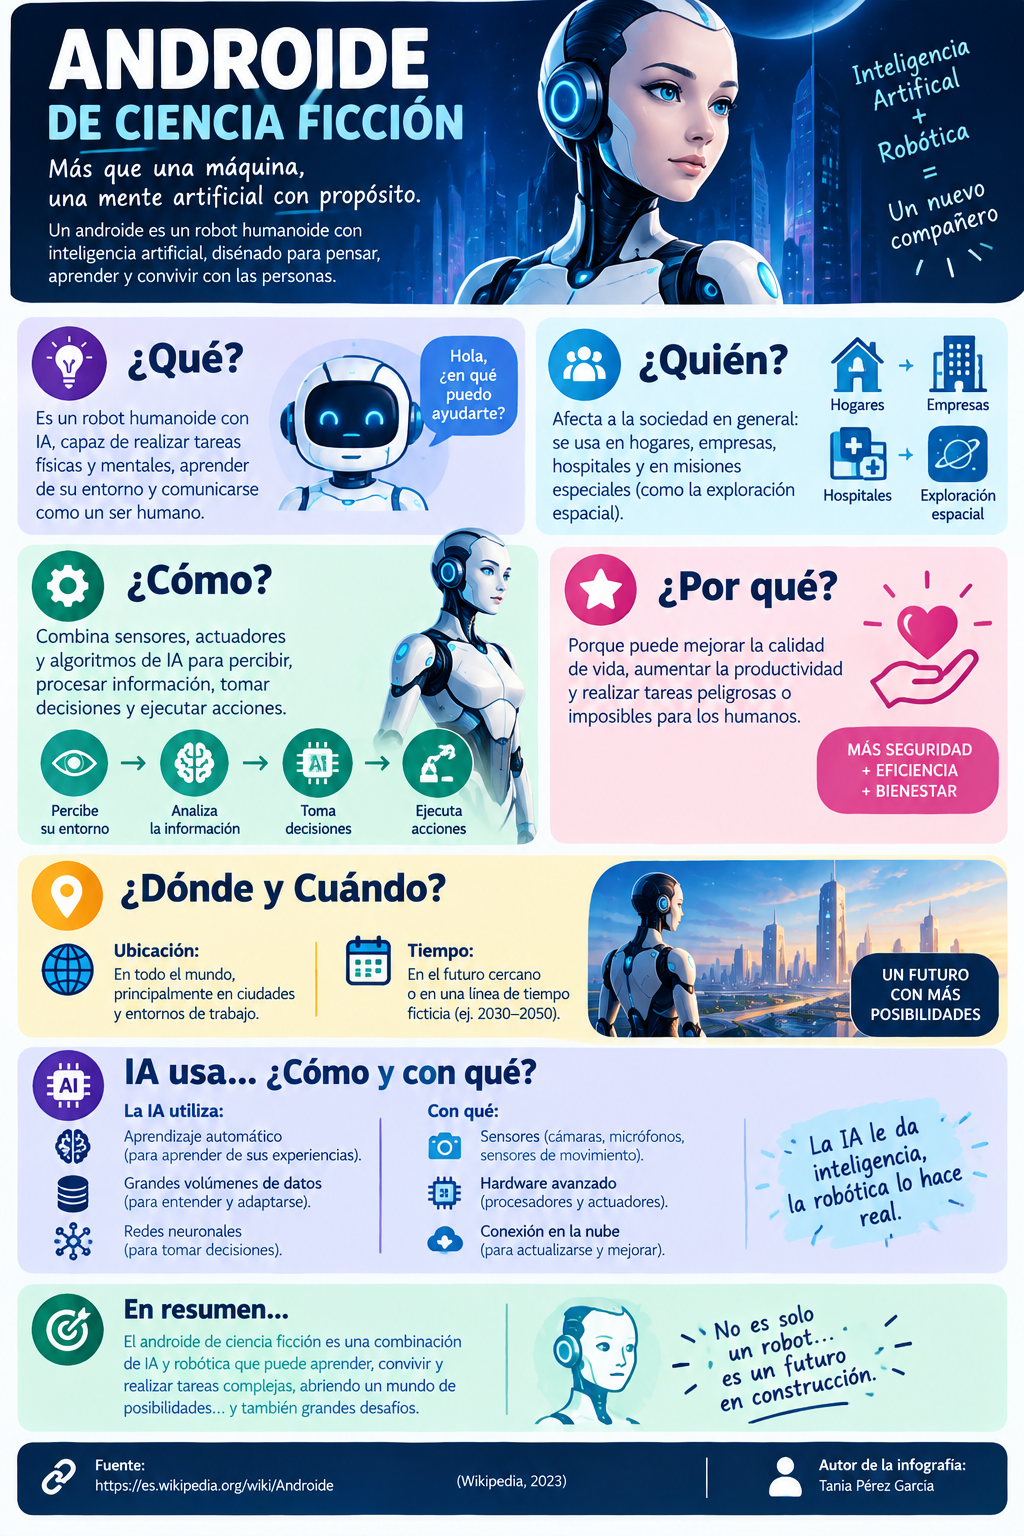 ANDROIDE
DE CIENCIA FICCIÓN
Más que una máquina,
una mente artificial con propósito.
Un androide es un robot humanoide con
inteligencia artificial, disénado para pensar,
aprender y convivir con las personas.
Inteligencia
Artifical
+
Robótica
=
Un nuevo
compañero
¿Qué?
Es un robot humanoide con
IA, capaz de realizar tareas
físicas y mentales, aprender
de su entorno y comunicarse
como un ser humano.
Hola,
¿en qué
puedo
ayudarte?
¿Quién?
Afecta a la sociedad en general:
se usa en hogares, empresas,
hospitales y en misiones
especiales (como la exploración
espacial).
Hogares
Empresas
Hospitales
Exploración
espacial
¿Cómo?
Combina sensores, actuadores
y algoritmos de IA para percibir,
procesar información, tomar
decisiones y ejecutar acciones.
Percibe
su entorno
Analiza
la información
AI
Toma
decisiones
Ejecuta
acciones
¿Por qué?
Porque puede mejorar la calidad
de vida, aumentar la productividad
y realizar tareas peligrosas o
imposibles para los humanos.
MÁS SEGURIDAD
+ EFICIENCIA
+ BIENESTAR
¿Dónde y Cuándo?
Ubicación:
En todo el mundo,
principalmente en ciudades
y entornos de trabajo.
Tiempo:
En el futuro cercano
o en una línea de tiempo
ficticia (ej. 2030–2050).
UN FUTURO
CON MÁS
POSIBILIDADES
AI
IA usa... ¿Cómo y con qué?
La IA utiliza:
Aprendizaje automático
(para aprender de sus experiencias).
Grandes volúmenes de datos
(para entender y adaptarse).
Redes neuronales
(para tomar decisiones).
Con qué:
Sensores (cámaras, micrófonos,
sensores de movimiento).
Hardware avanzado
(procesadores y actuadores).
Conexión en la nube
(para actualizarse y mejorar).
La IA le da
inteligencia,
la robótica lo hace
real.
En resumen...
El androide de ciencia ficción es una combinación
de IA y robótica que puede aprender, convivir y
realizar tareas complejas, abriendo un mundo de
posibilidades... y también grandes desafíos.
No es solo
un robot...
es un futuro
en construcción.
Fuente:
https://es.wikipedia.org/wiki/Androide
(Wikipedia, 2023)
Autor de la infografía:
Tania Pérez García